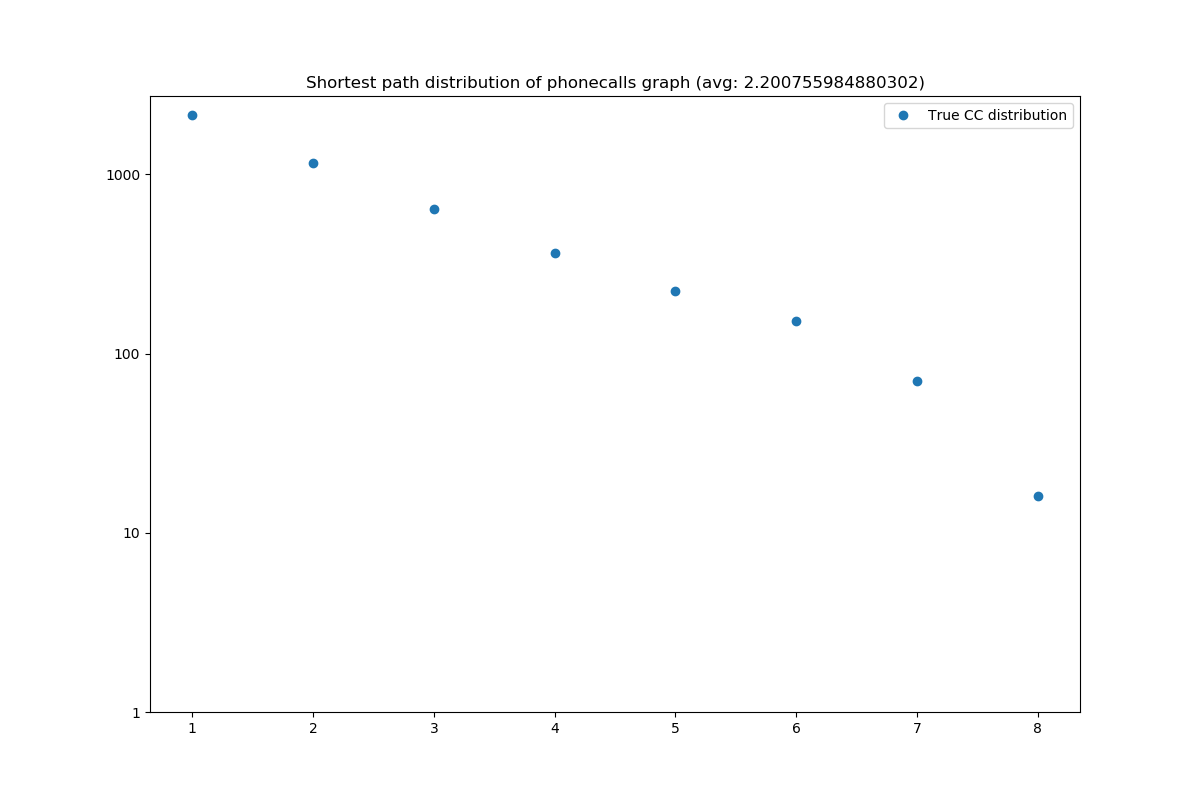 Shortest path distribution of phonecalls graph (avg: 2.200755984880302)
True CC distribution
1000
100
10
1
1 2 3 4 5 6 7 8